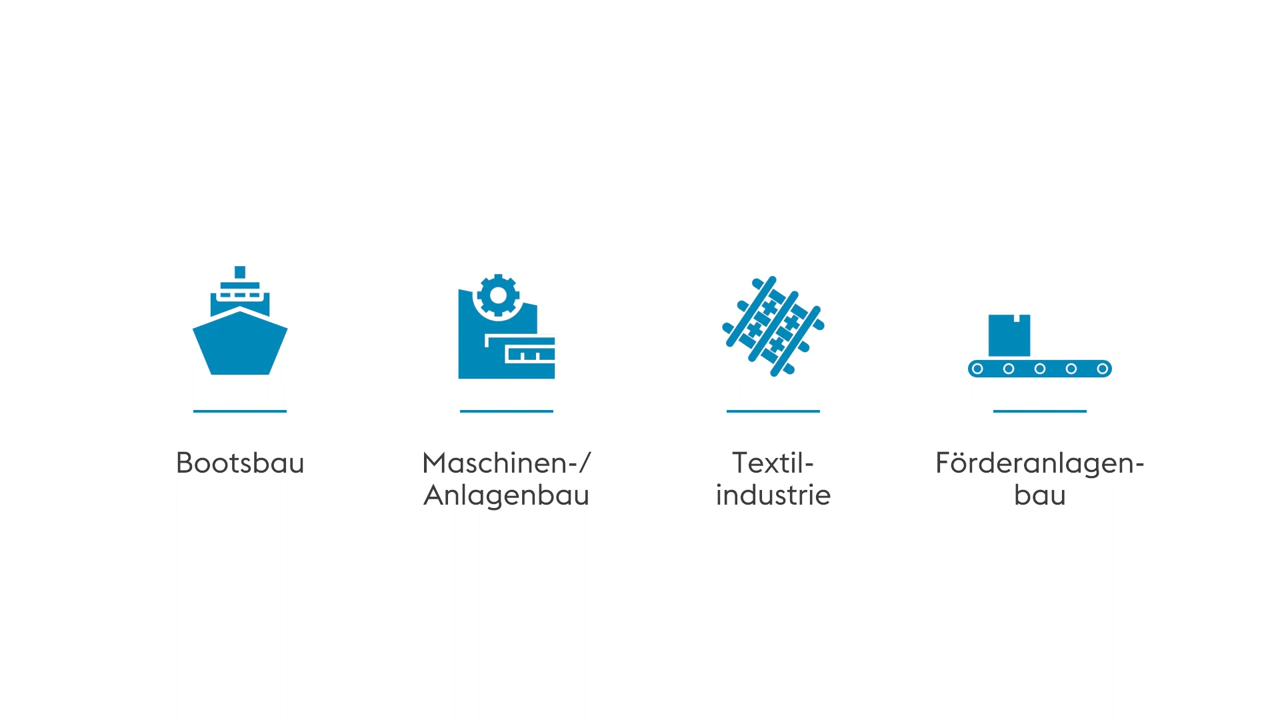 Bootsbau
Maschinen-/
Anlagenbau
Textil-
industrie
Förderanlagen-
bau